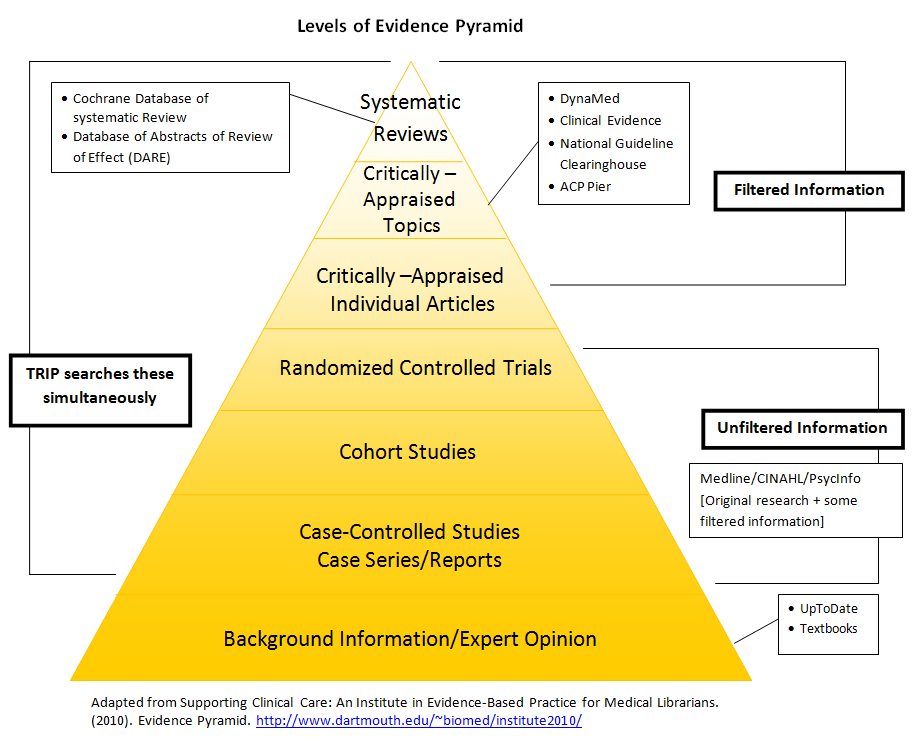 Levels of Evidence Pyramid
• Cochrane Database of
systematic Review
• Database of Abstracts of Review
of Effect (DARE)
Systematic
Reviews
• DynaMed
• Clinical Evidence
• National Guideline
Clearinghouse
• ACP Pier
Filtered Information
Critically –
Appraised
Topics
Critically –Appraised
Individual Articles
TRIP searches these
simultaneously
Randomized Controlled Trials
Unfiltered Information
Medline/CINAHL/PsycInfo
[Original research + some
filtered information]
Cohort Studies
Case-Controlled Studies
Case Series/Reports
Background Information/Expert Opinion
• UpToDate
• Textbooks
Adapted from Supporting Clinical Care: An Institute in Evidence-Based Practice for Medical Librarians.
(2010). Evidence Pyramid. http://www.dartmouth.edu/~biomed/institute2010/